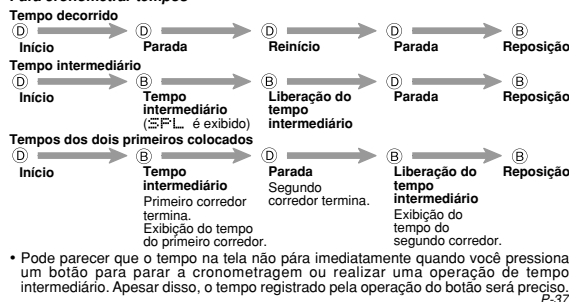 Para cronometrar tempos
Tempo decorrido
D D D D B
Início Parada Reinício Parada Reposição
Tempo intermediário
D B B D B
Início Tempo intermediário Liberação do tempo intermediário Parada Reposição
(SPL é exibido)
Tempos dos dois primeiros colocados
D B D B B
Início Tempo intermediário Parada Liberação do tempo intermediário Reposição
Primeiro corredor termina. Segundo corredor termina. Exibição do tempo do segundo corredor.
Exibição do tempo do primeiro corredor.
• Pode parecer que o tempo na tela não pára imediatamente quando você pressiona
um botão para parar a cronometragem ou realizar uma operação de tempo
intermediário. Apesar disso, o tempo registrado pela operação do botão será preciso.
P-37